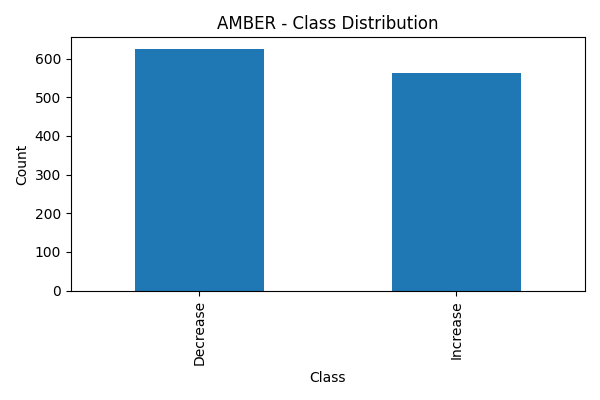 AMBER - Class Distribution
Count
600
500
400
300
200
100
0
Decrease
Increase
Class